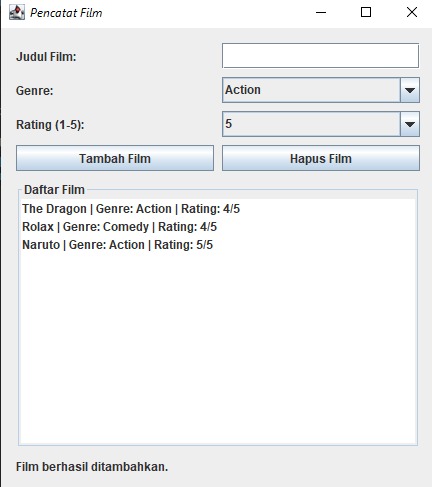 Pencatat Film
Judul Film:
Genre: Action
Rating (1-5): 5
Tambah Film Hapus Film
Daftar Film
The Dragon | Genre: Action | Rating: 4/5
Rolax | Genre: Comedy | Rating: 4/5
Naruto | Genre: Action | Rating: 5/5
Film berhasil ditambahkan.